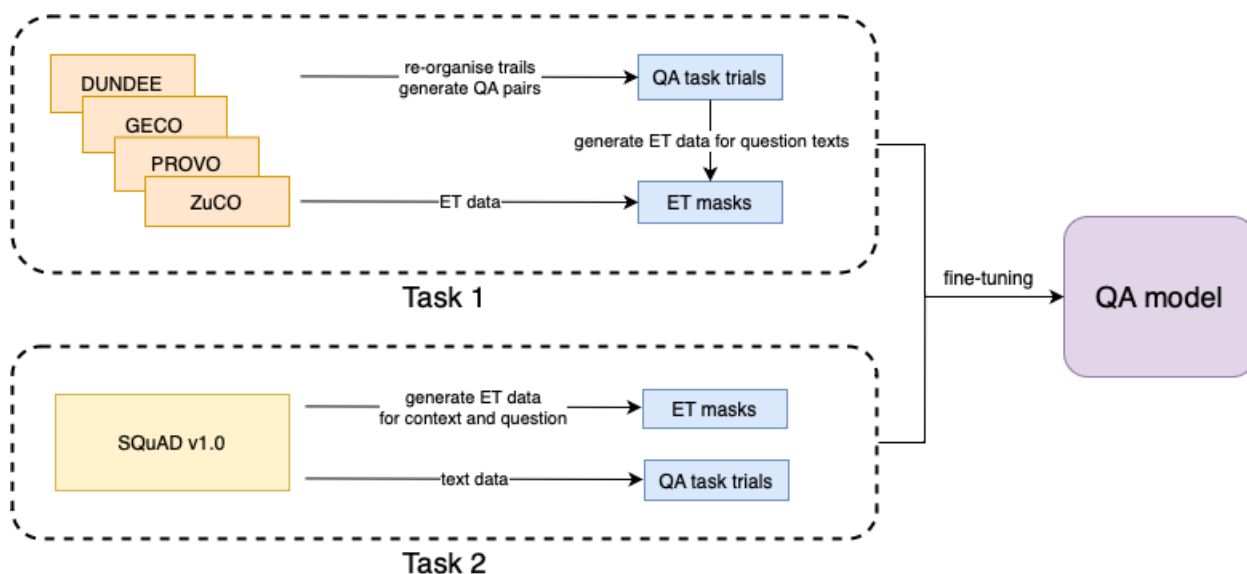 DUNDEE
GECO
PROVO
ZuCO
re-organise trails
generate QA pairs
QA task trials
generate ET data for question texts
ET data
ET masks
Task 1
fine-tuning
QA model
SQuAD v1.0
generate ET data
for context and question
ET masks
text data
QA task trials
Task 2